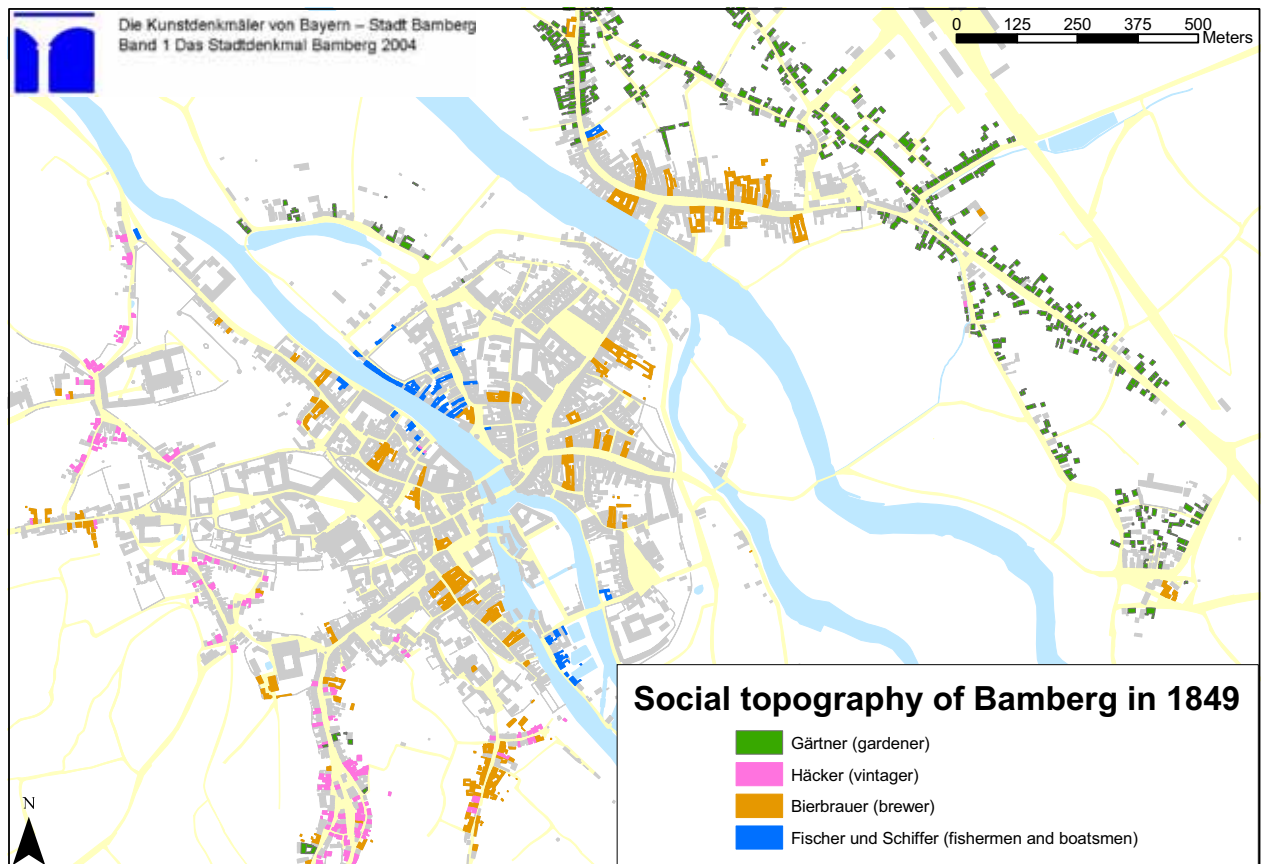 Die Kunstdenkmäler von Bayern – Stadt Bamberg
Band 1 Das Stadtdenkmal Bamberg 2004
0 125 250 375 500
Meters
Social topography of Bamberg in 1849
Gärtner (gardener)
Häcker (vintager)
Bierbrauer (brewer)
Fischer und Schiffer (fishermen and boatsmen)
N